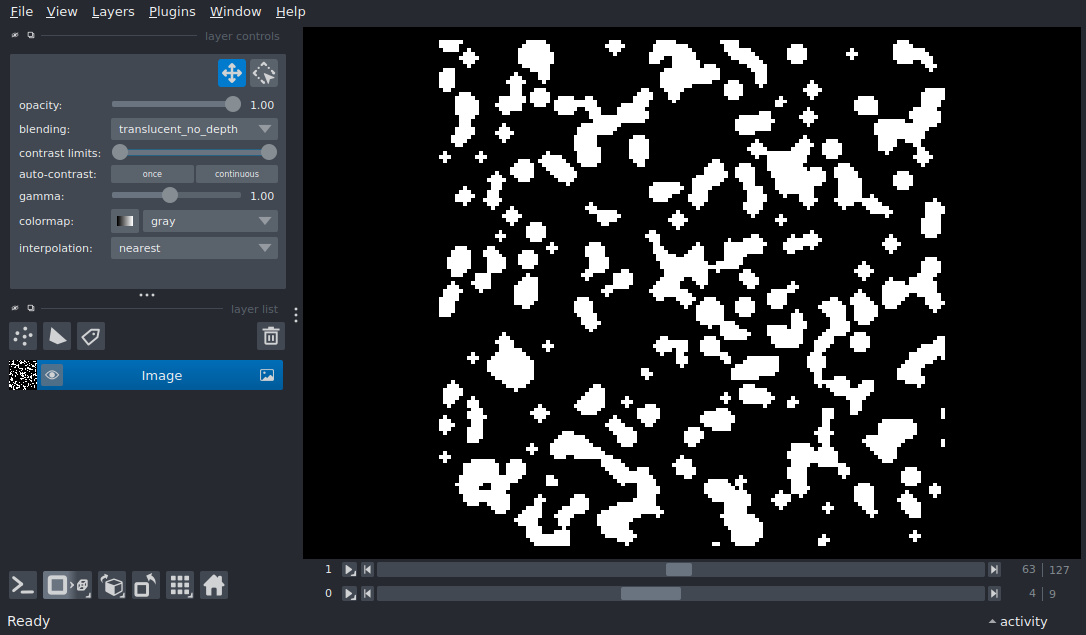 File View Layers Plugins Window Help
layer controls
opacity: 1.00
blending: translucent_no_depth
contrast limits:
auto-contrast: once continuous
gamma: 1.00
colormap: gray
interpolation: nearest
layer list
Image
1 63 127
0 4 9
Ready activity